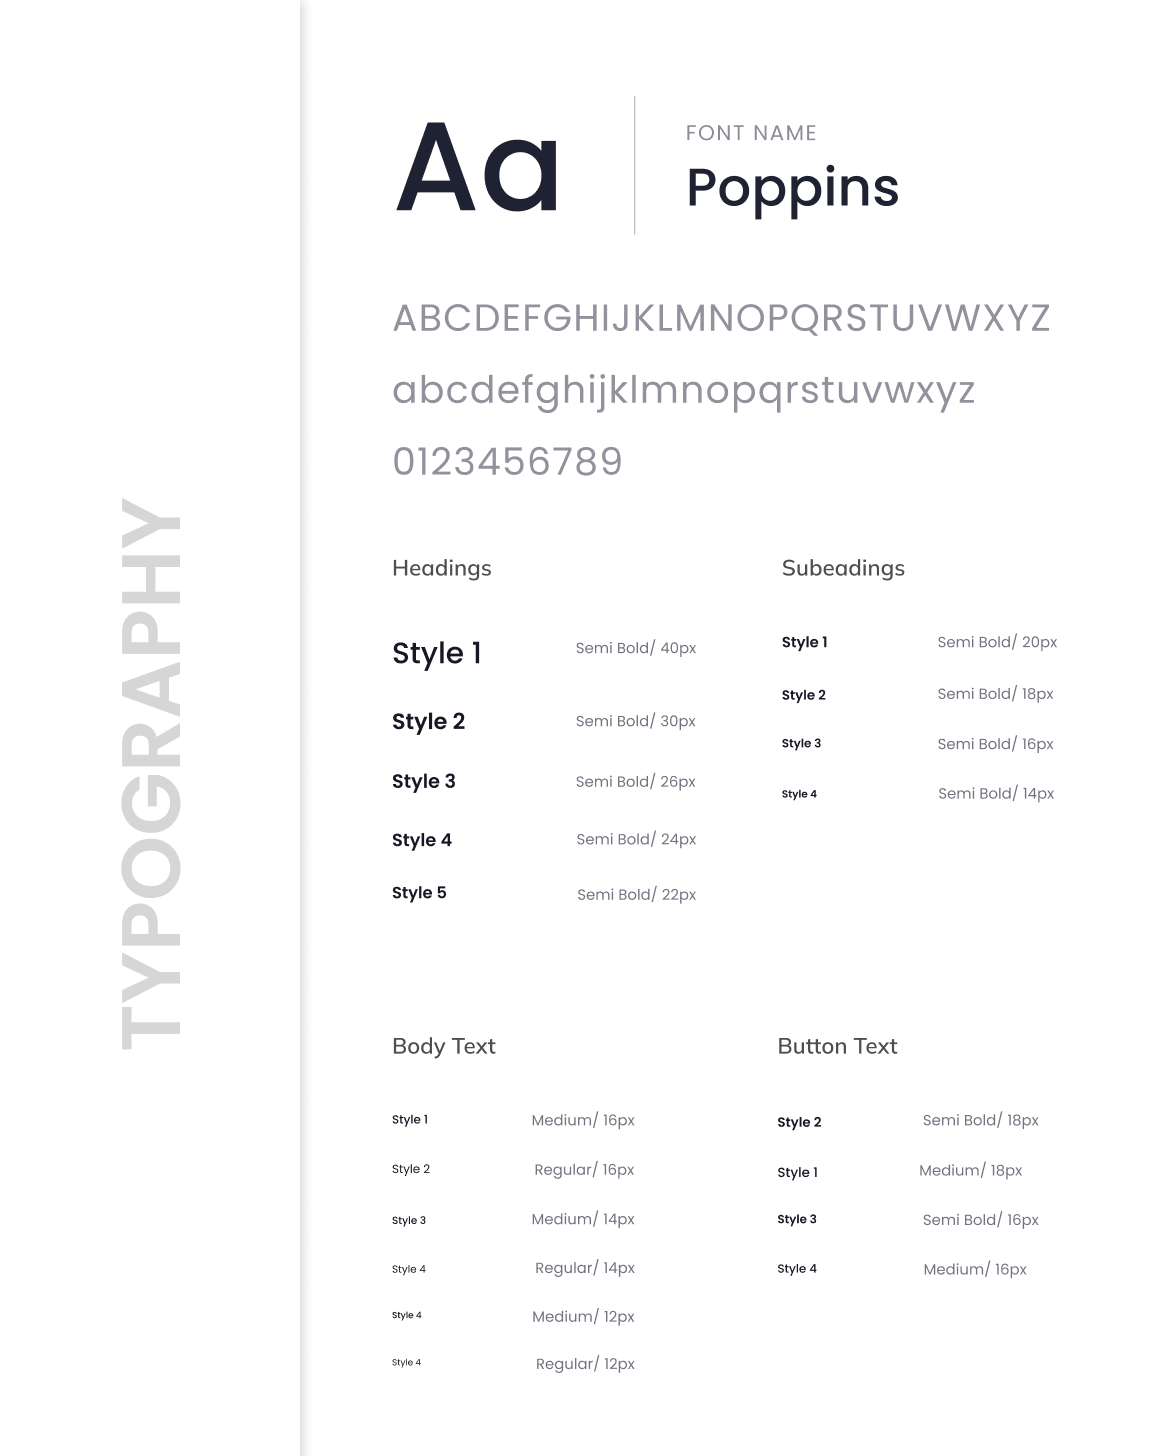 TYPOGRAPHY
Aa
FONT NAME
Poppins
ABCDEFGHIJKLMNOPQRSTUVWXYZ
abcdefghijklmnopqrstuvwxyz
0123456789
Headings
Style 1 Semi Bold/ 40px
Style 2 Semi Bold/ 30px
Style 3 Semi Bold/ 26px
Style 4 Semi Bold/ 24px
Style 5 Semi Bold/ 22px
Subeadings
Style 1 Semi Bold/ 20px
Style 2 Semi Bold/ 18px
Style 3 Semi Bold/ 16px
Style 4 Semi Bold/ 14px
Body Text
Style 1 Medium/ 16px
Style 2 Regular/ 16px
Style 3 Medium/ 14px
Style 4 Regular/ 14px
Style 4 Medium/ 12px
Style 4 Regular/ 12px
Button Text
Style 2 Semi Bold/ 18px
Style 1 Medium/ 18px
Style 3 Semi Bold/ 16px
Style 4 Medium/ 16px